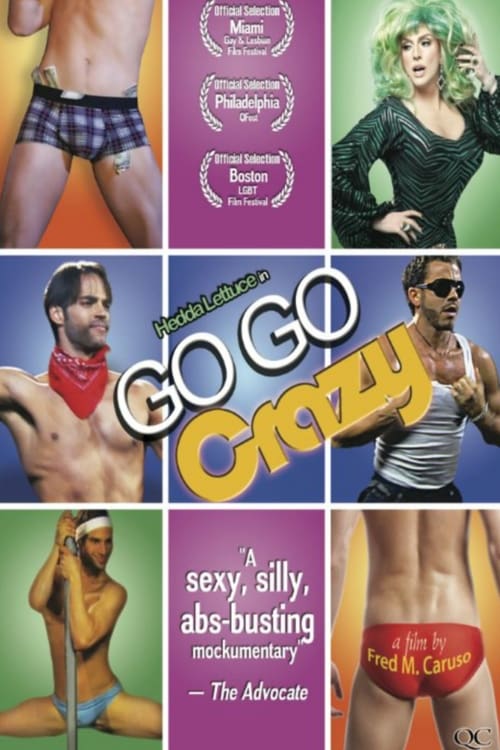 Official Selection
Miami
Gay & Lesbian
Film Festival
Official Selection
Philadelphia
QFest
Official Selection
Boston
LGBT
Film Festival
Hedda Lettuce in
GO GO
Crazy
"A
sexy, silly,
abs-busting
mockumentary"
— The Advocate
a film by
Fred M. Caruso
QC